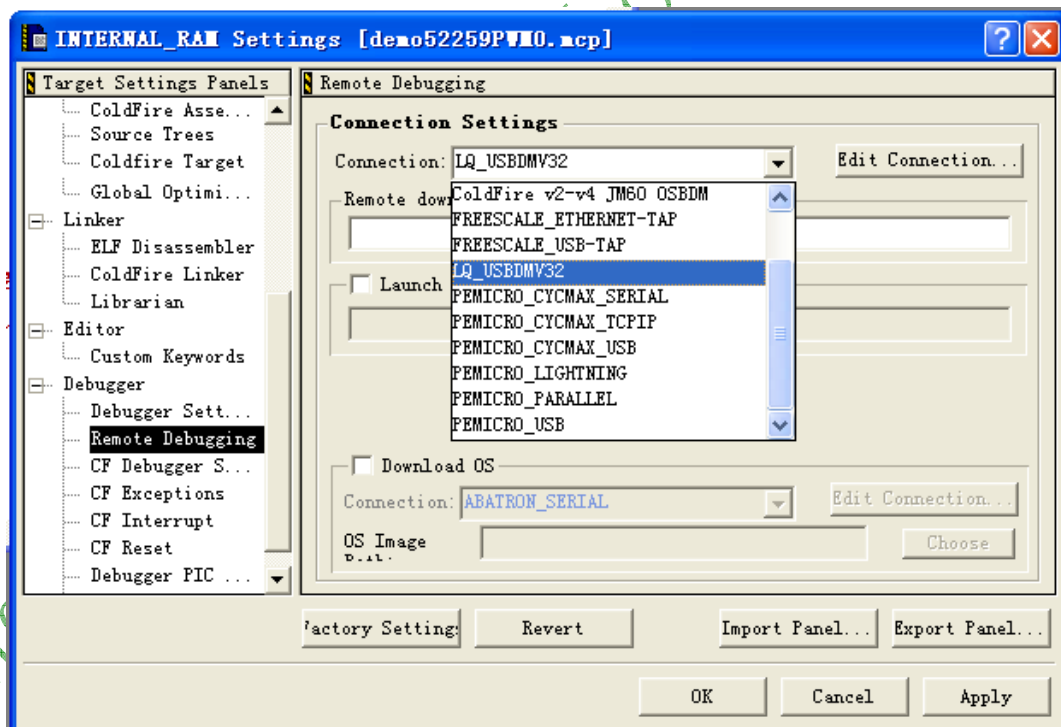 INTERNAL_RAM Settings [demo52259PWM0.mcp]
Target Settings Panels
ColdFire Asse...
Source Trees
Coldfire Target
Global Optimi...
Linker
ELF Disassembler
ColdFire Linker
Librarian
Editor
Custom Keywords
Debugger
Debugger Sett...
Remote Debugging
CF Debugger S...
CF Exceptions
CF Interrupt
CF Reset
Debugger PIC ...
Remote Debugging
Connection Settings
Connection: LQ_USBDMV32 Edit Connection...
Remote dow
ColdFire v2-v4 JM60 OSBDM
FREESCALE_ETHERNET-TAP
FREESCALE_USB-TAP
LQ_USBDMV32
Launch
PEMICRO_CYCMAX_SERIAL
PEMICRO_CYCMAX_TCPIP
PEMICRO_CYCMAX_USB
PEMICRO_LIGHTNING
PEMICRO_PARALLEL
PEMICRO_USB
Download OS
Connection: ABATRON_SERIAL Edit Connection...
OS Image
Choose
Factory Settings Revert Import Panel... Export Panel...
OK Cancel Apply